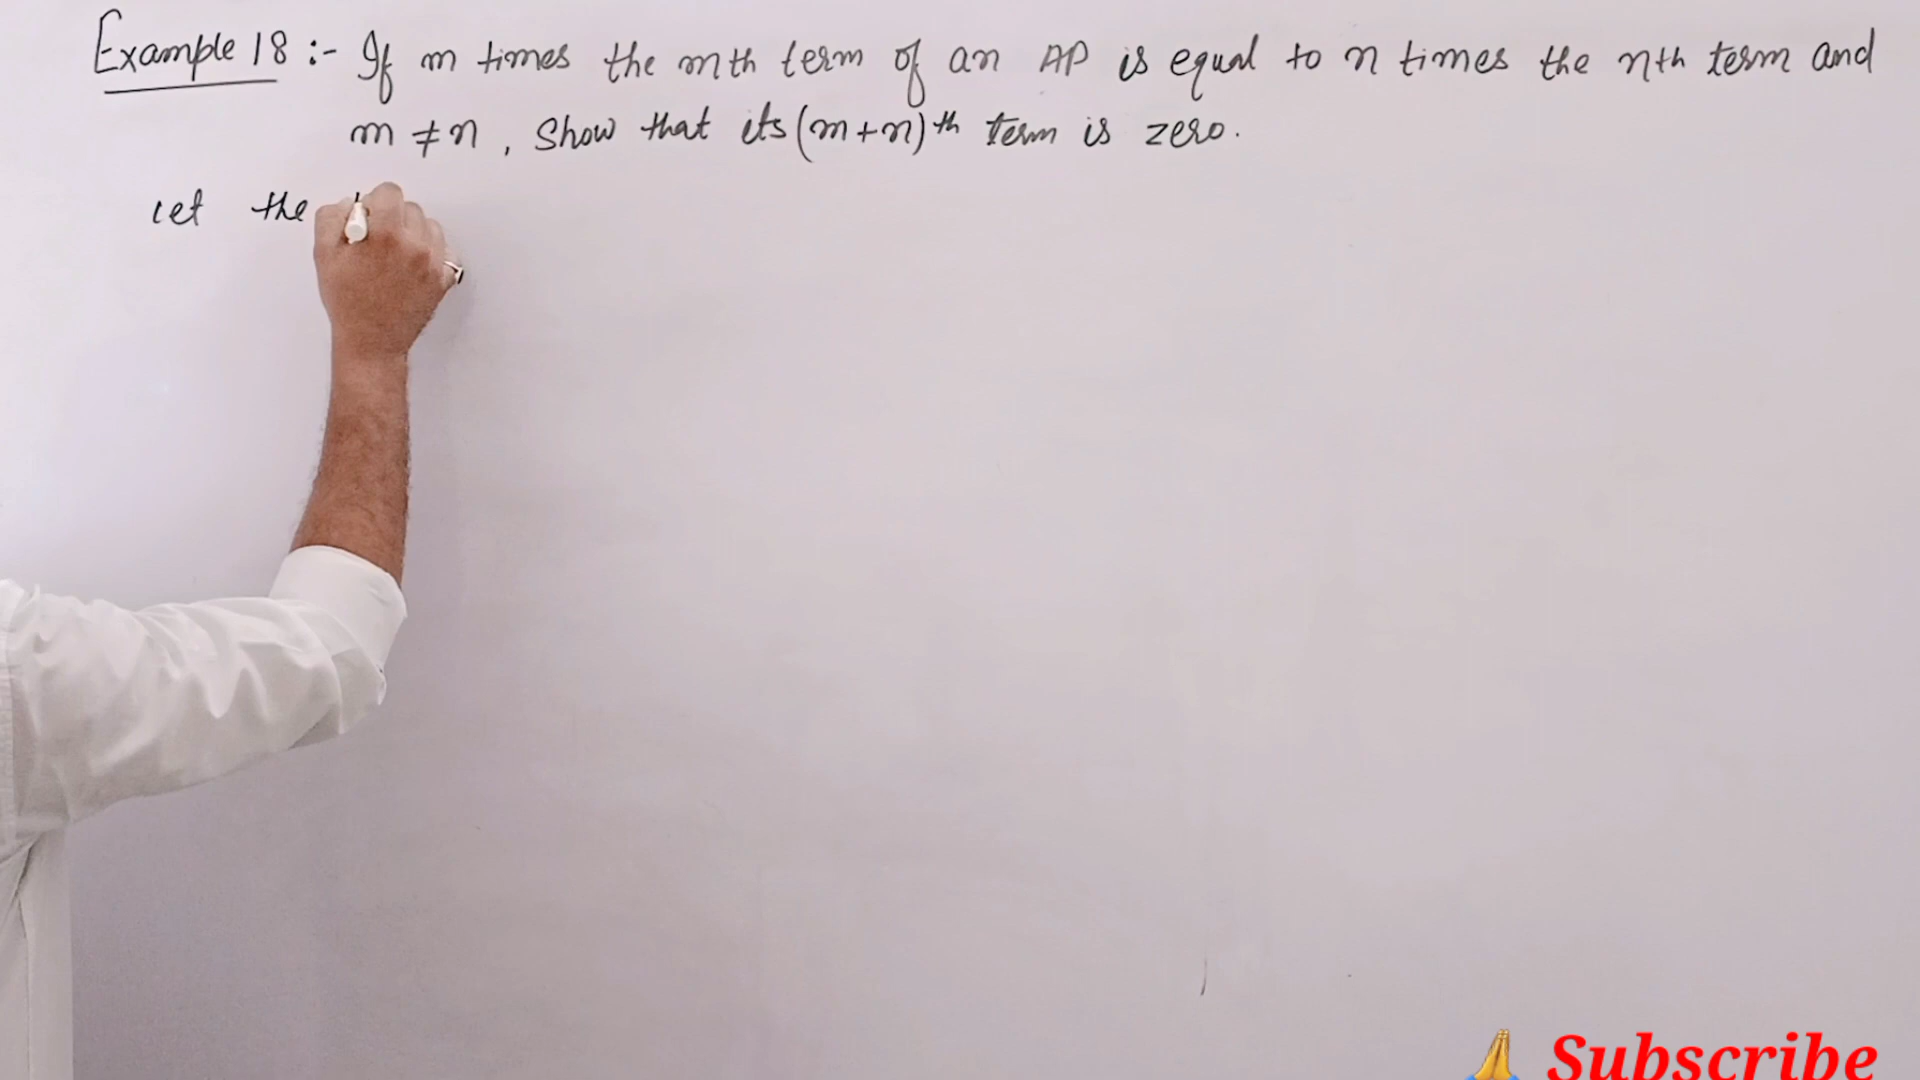 Example 18 :- If m times the mth term of an AP is equal to n times the nth term and
m ≠ n, Show that its (m+n)th term is zero.
Let the
🙏 Subscribe